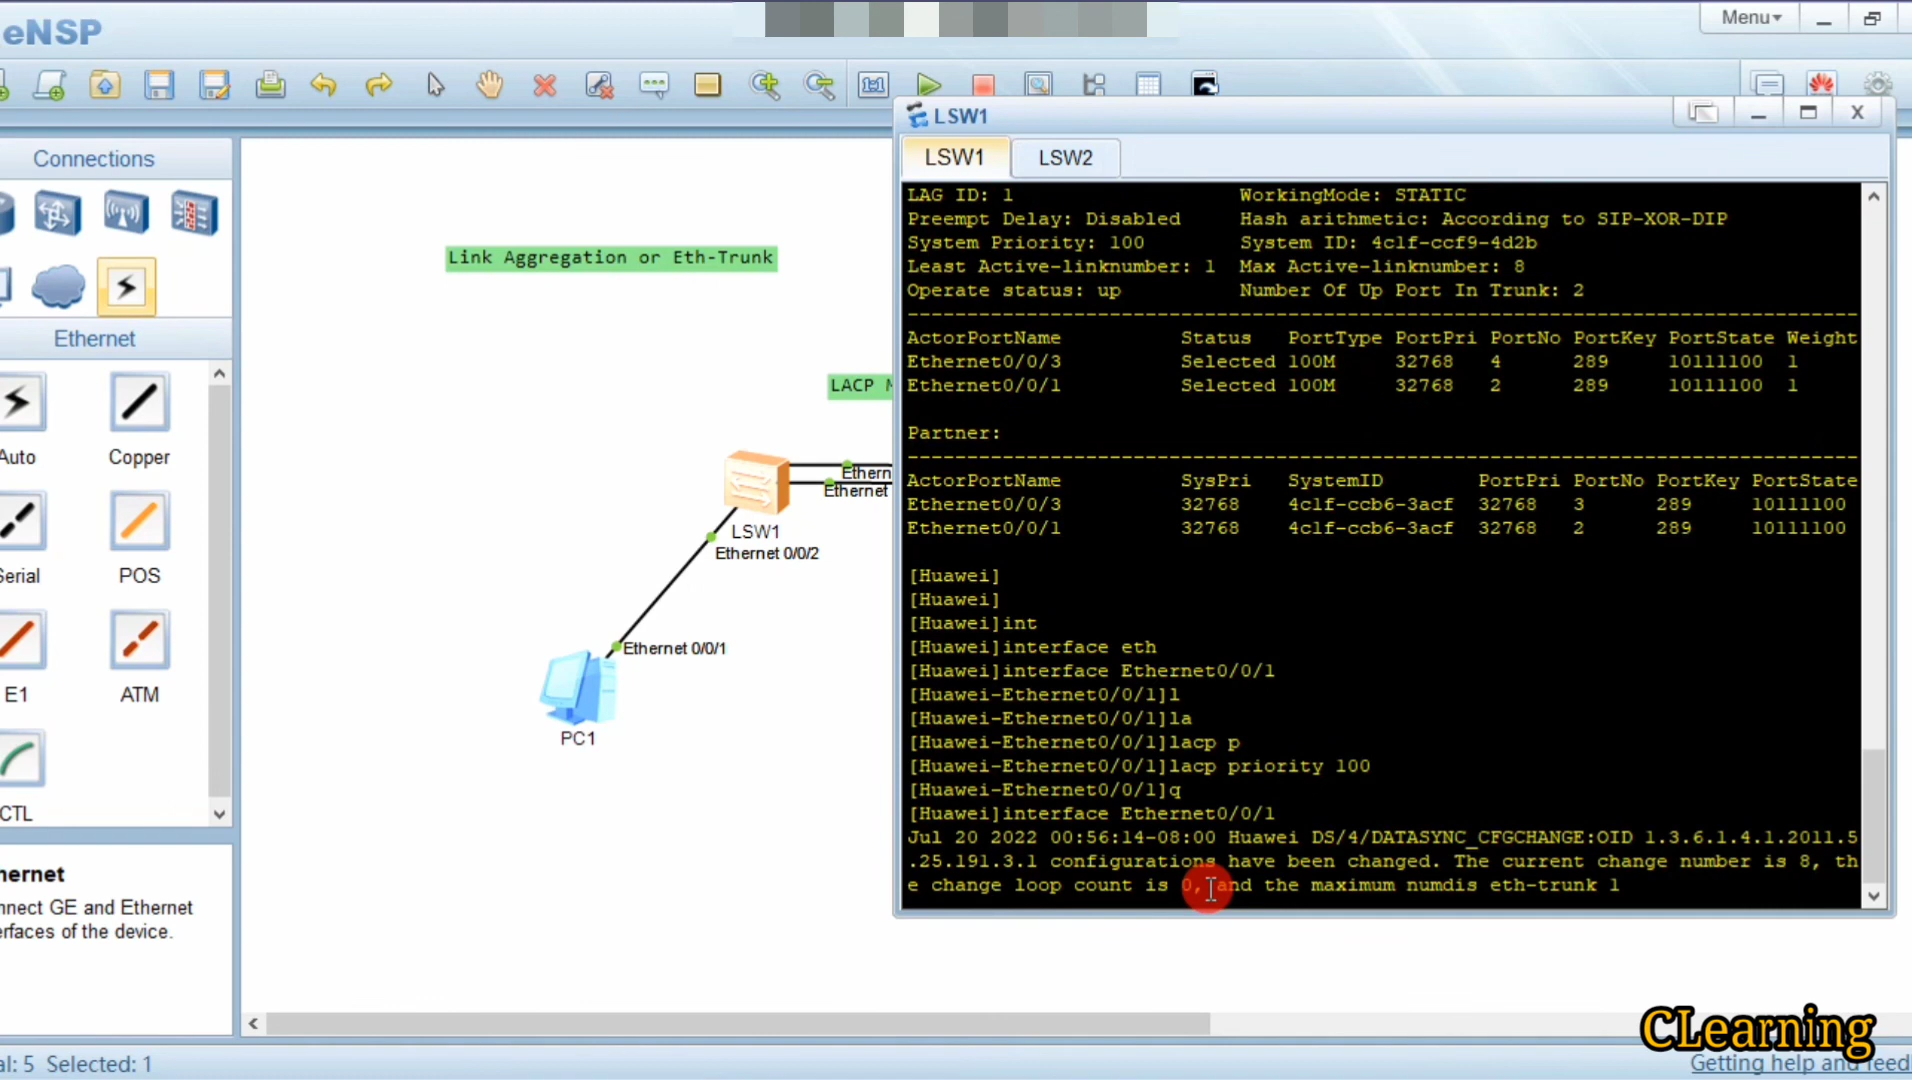 eNSP
Menu
LSW1
LSW1 LSW2
Connections
Ethernet
Auto Copper
Serial POS
E1 ATM
CTL
hernet
nnect GE and Ethernet
erfaces of the device.
Link Aggregation or Eth-Trunk
LACP M
Ethern
Ethernet
LSW1
Ethernet 0/0/2
Ethernet 0/0/1
PC1
LAG ID: 1 WorkingMode: STATIC
Preempt Delay: Disabled Hash arithmetic: According to SIP-XOR-DIP
System Priority: 100 System ID: 4c1f-ccf9-4d2b
Least Active-linknumber: 1 Max Active-linknumber: 8
Operate status: up Number Of Up Port In Trunk: 2
--------------------------------------------------------------------------------
ActorPortName Status PortType PortPri PortNo PortKey PortState Weight
Ethernet0/0/3 Selected 100M 32768 4 289 10111100 1
Ethernet0/0/1 Selected 100M 32768 2 289 10111100 1
Partner:
--------------------------------------------------------------------------------
ActorPortName SysPri SystemID PortPri PortNo PortKey PortState
Ethernet0/0/3 32768 4c1f-ccb6-3acf 32768 3 289 10111100
Ethernet0/0/1 32768 4c1f-ccb6-3acf 32768 2 289 10111100
[Huawei]
[Huawei]
[Huawei]int
[Huawei]interface eth
[Huawei]interface Ethernet0/0/1
[Huawei-Ethernet0/0/1]l
[Huawei-Ethernet0/0/1]la
[Huawei-Ethernet0/0/1]lacp p
[Huawei-Ethernet0/0/1]lacp priority 100
[Huawei-Ethernet0/0/1]q
[Huawei]interface Ethernet0/0/1
Jul 20 2022 00:56:14-08:00 Huawei DS/4/DATASYNC_CFGCHANGE:OID 1.3.6.1.4.1.2011.5
.25.191.3.1 configurations have been changed. The current change number is 8, th
e change loop count is 0, and the maximum numdis eth-trunk 1
CLearning
al: 5 Selected: 1
Getting help and feed